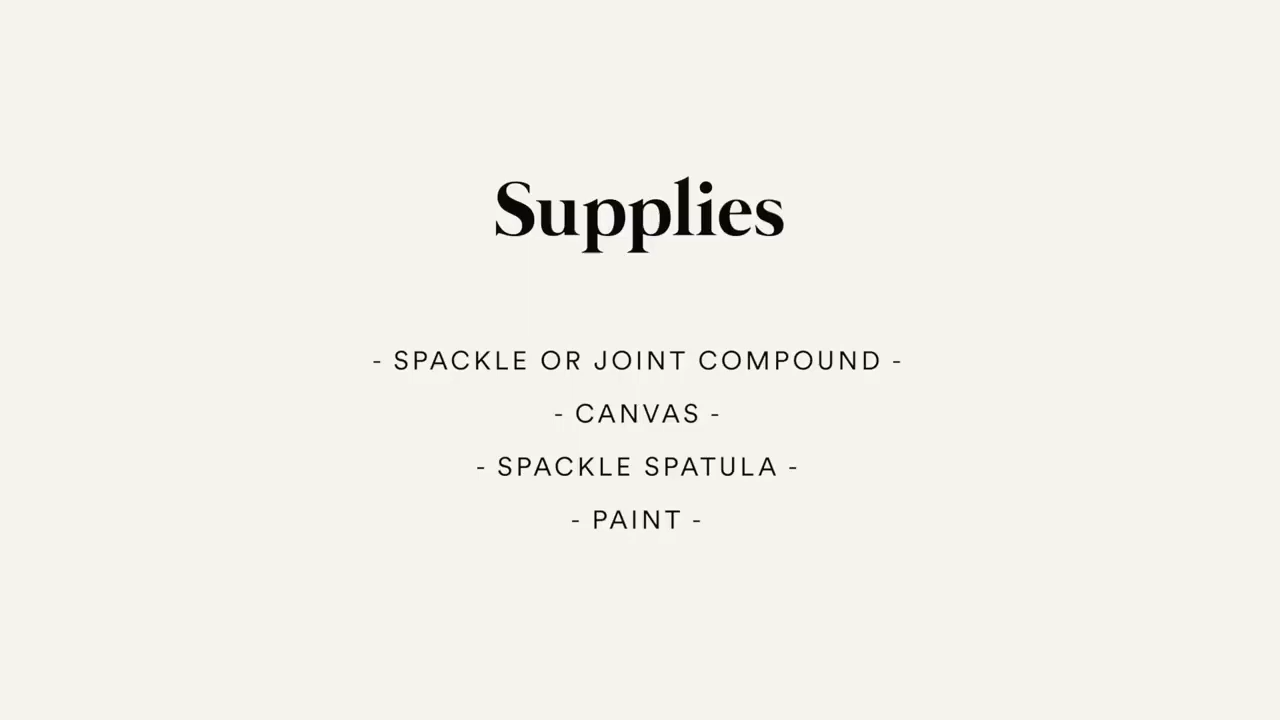 Supplies
- SPACKLE OR JOINT COMPOUND -
- CANVAS -
- SPACKLE SPATULA -
- PAINT -